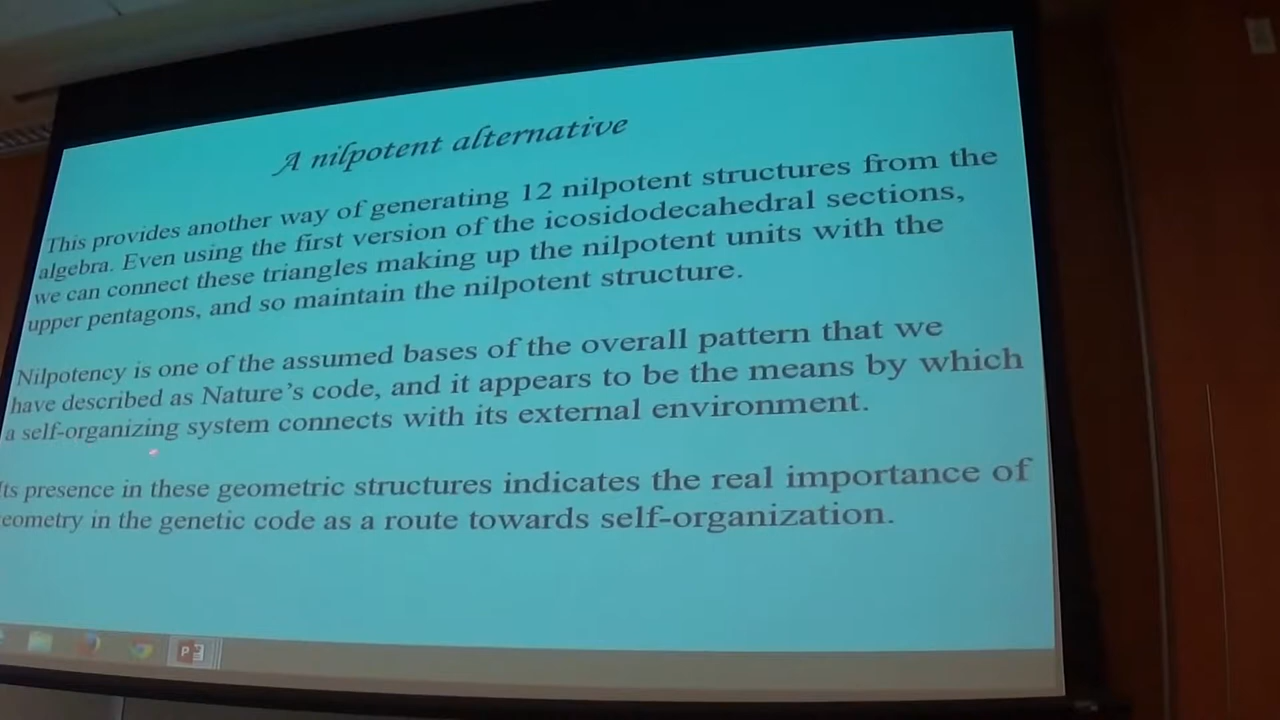 A nilpotent alternative
This provides another way of generating 12 nilpotent structures from the
algebra. Even using the first version of the icosidodecahedral sections,
we can connect these triangles making up the nilpotent units with the
upper pentagons, and so maintain the nilpotent structure.
Nilpotency is one of the assumed bases of the overall pattern that we
have described as Nature's code, and it appears to be the means by which
a self-organizing system connects with its external environment.
Its presence in these geometric structures indicates the real importance of
eometry in the genetic code as a route towards self-organization.
P